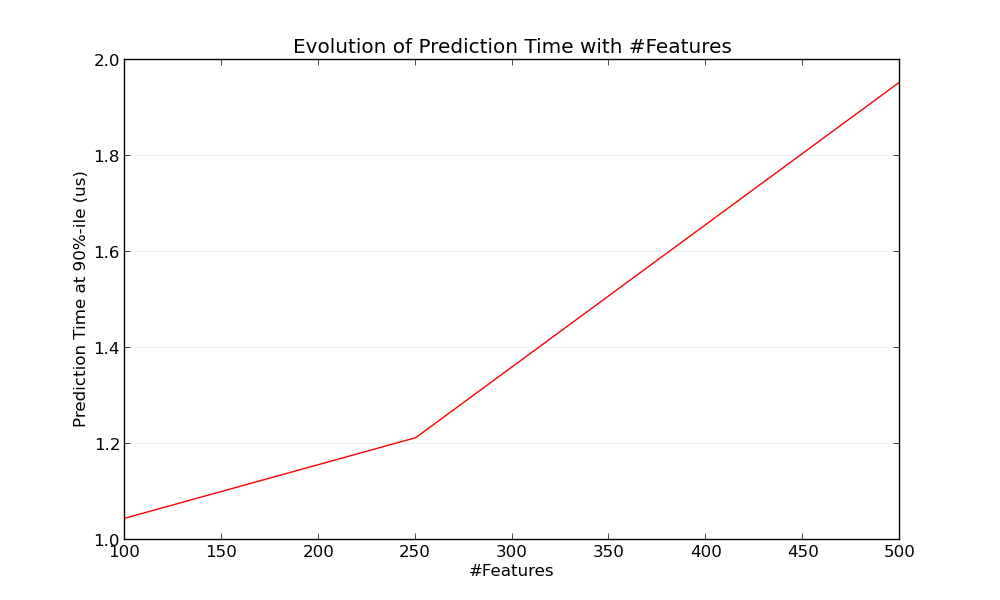 Evolution of Prediction Time with #Features
Prediction Time at 90%-ile (us)
2.0
1.8
1.6
1.4
1.2
1.0
100 150 200 250 300 350 400 450 500
#Features